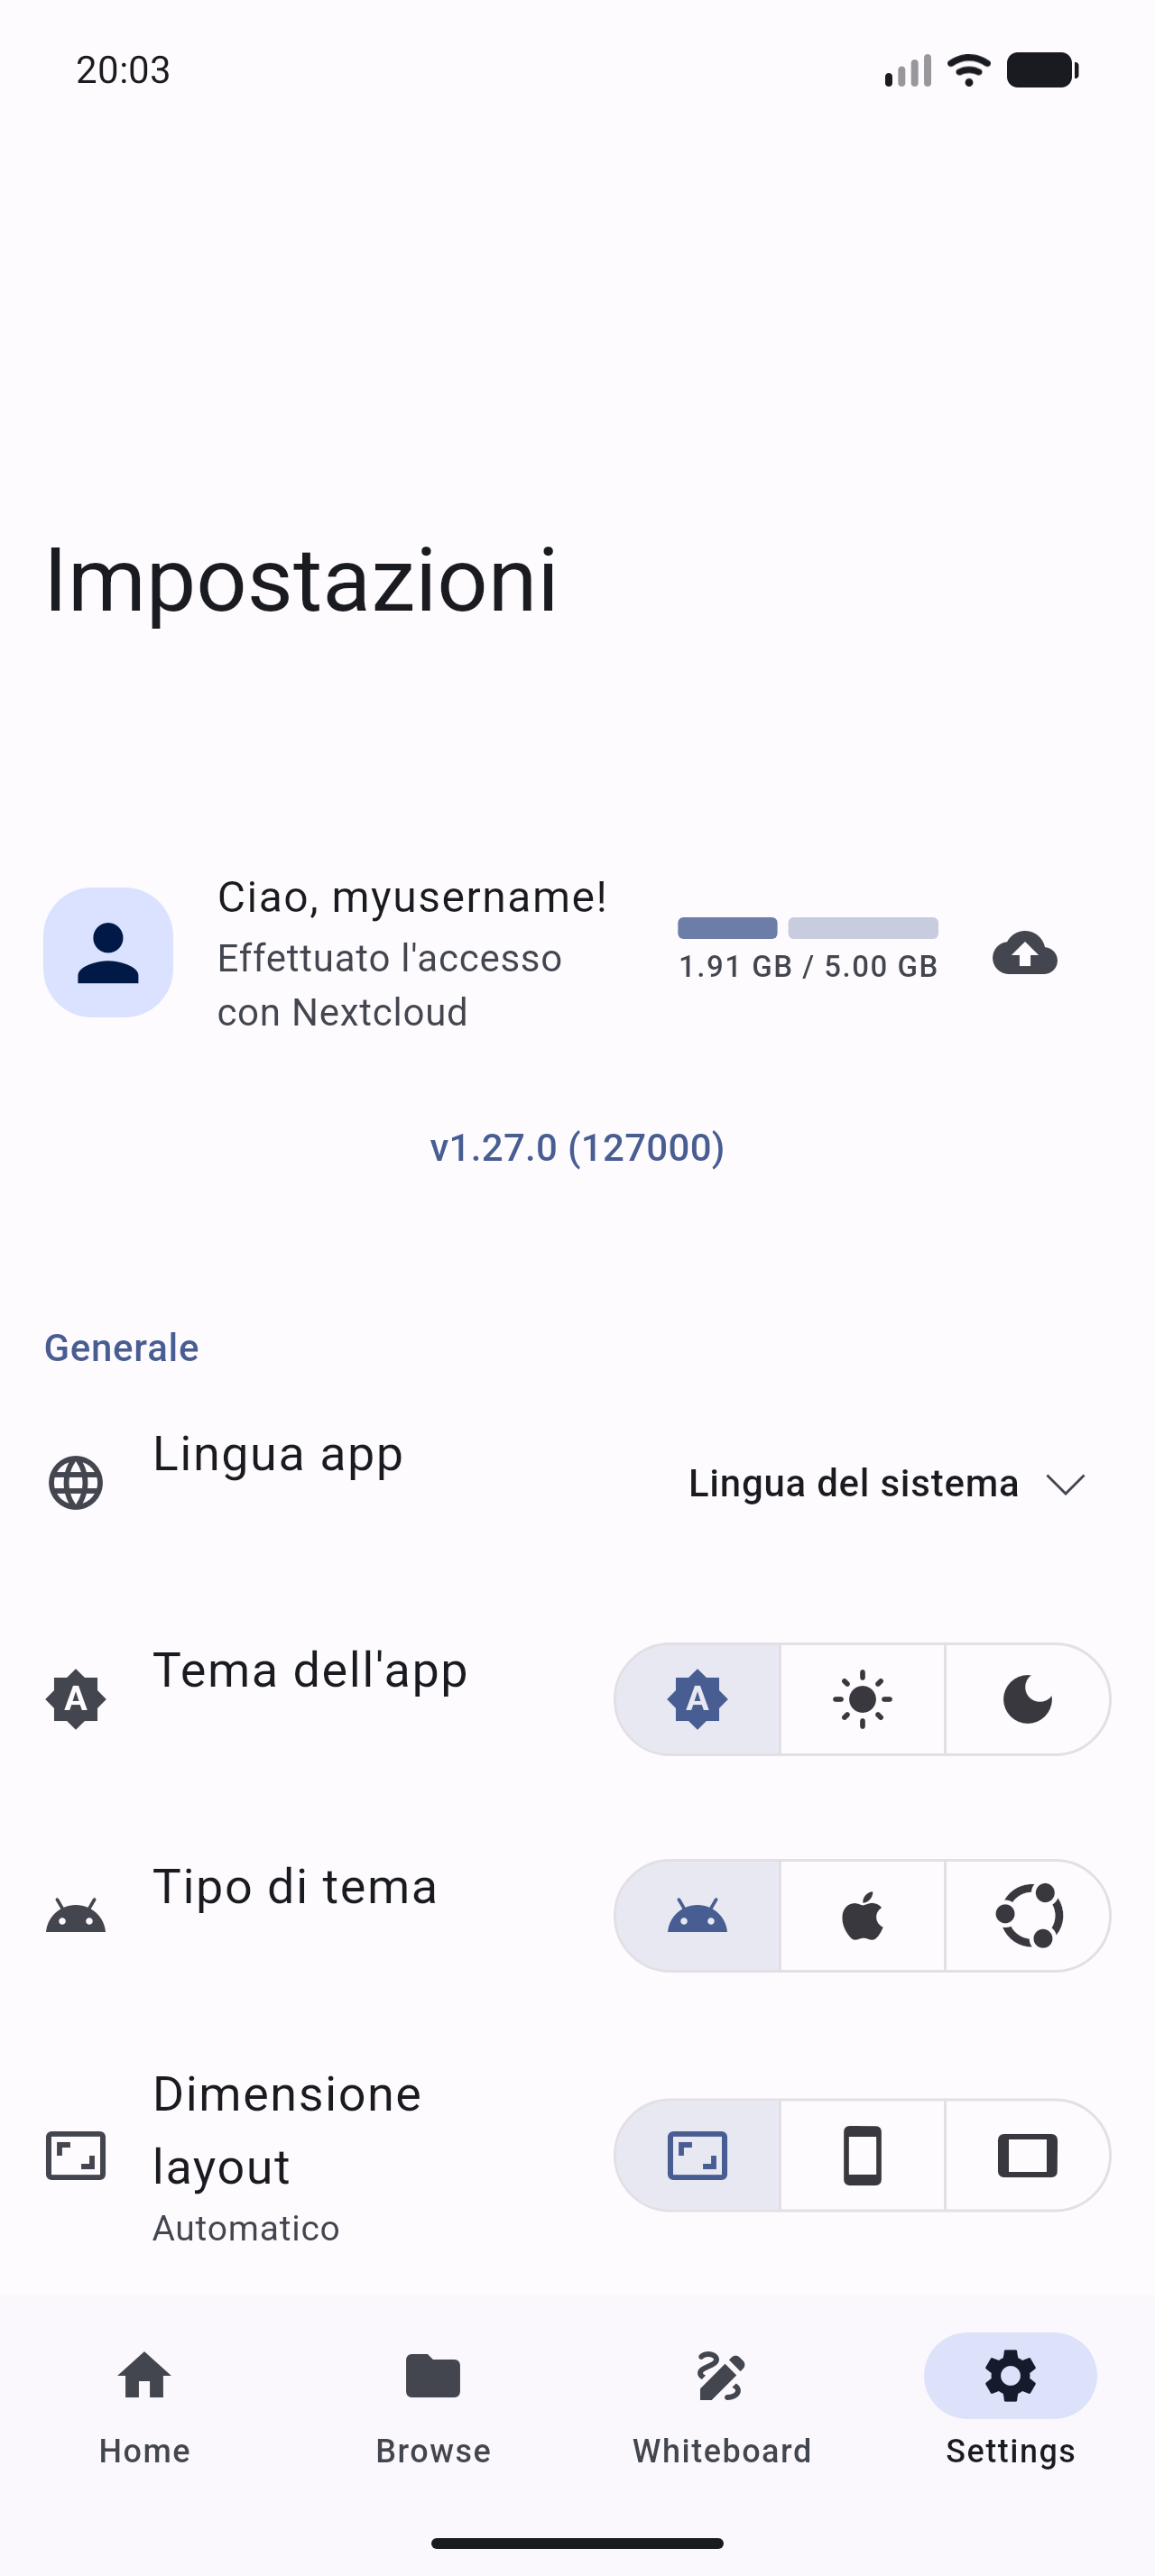 20:03
Impostazioni
Ciao, myusername!
Effettuato l'accesso
con Nextcloud
1.91 GB / 5.00 GB
v1.27.0 (127000)
Generale
Lingua app
Lingua del sistema
A
Tema dell'app
A
Tipo di tema
Dimensione
layout
Automatico
Home
Browse
Whiteboard
Settings